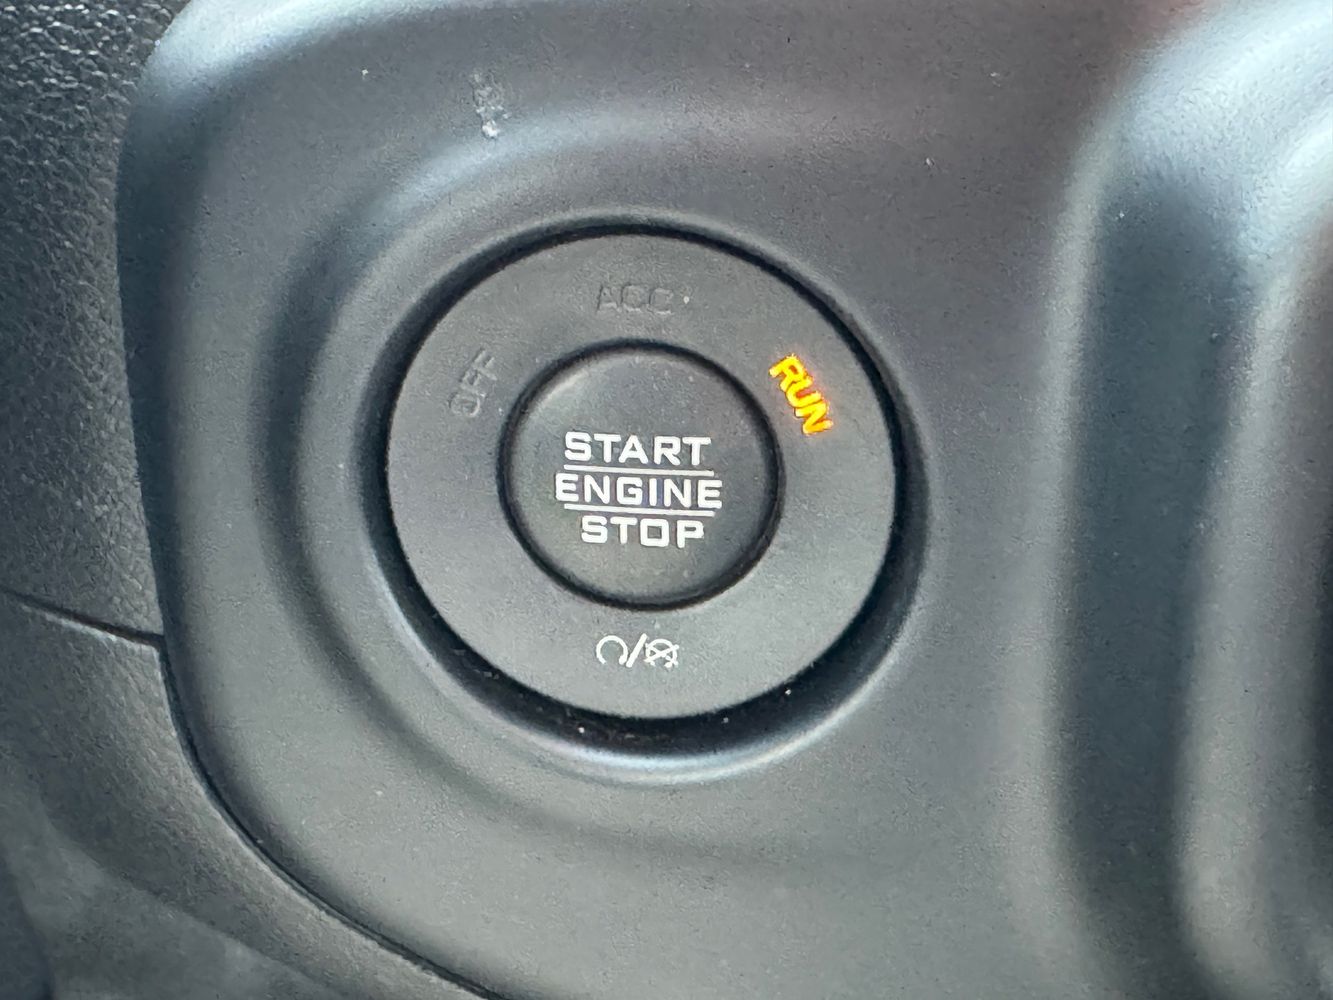 ACC
OFF
RUN
START
ENGINE
STOP